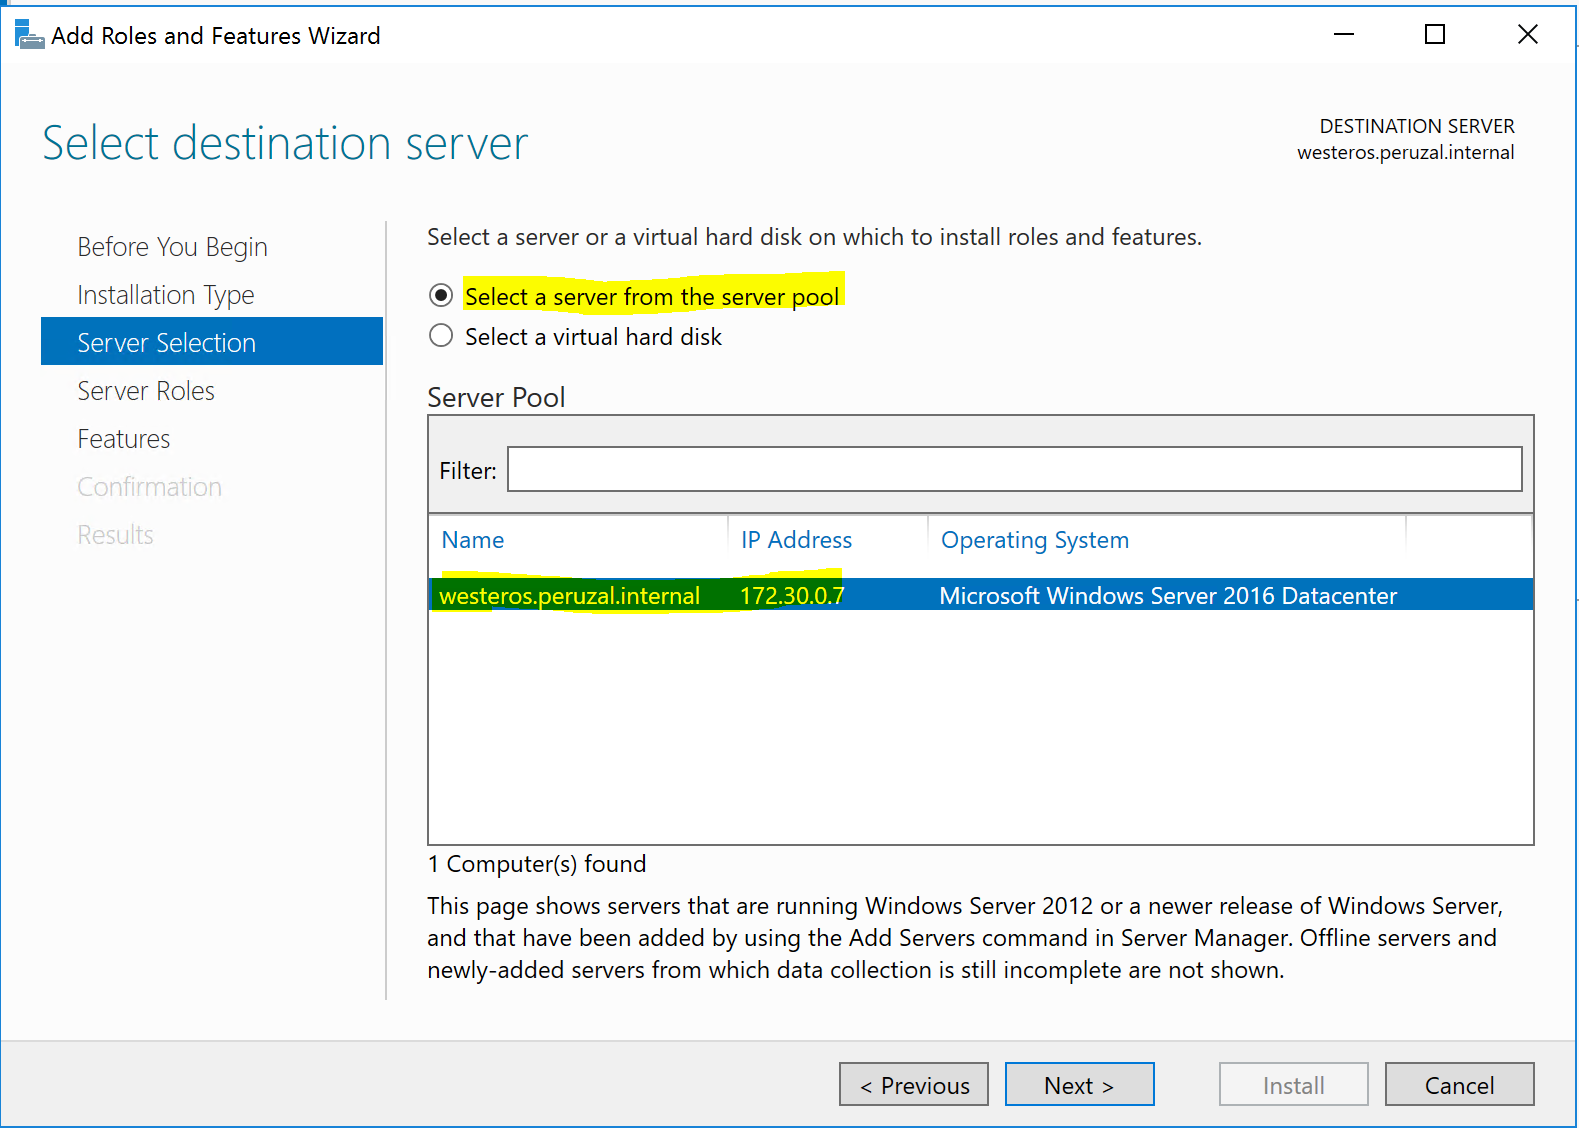 Add Roles and Features Wizard
Select destination server
DESTINATION SERVER
westeros.peruzal.internal
Before You Begin
Installation Type
Server Selection
Server Roles
Features
Confirmation
Results
Select a server or a virtual hard disk on which to install roles and features.
Select a server from the server pool
Select a virtual hard disk
Server Pool
Filter:
Name IP Address Operating System
westeros.peruzal.internal 172.30.0.7 Microsoft Windows Server 2016 Datacenter
1 Computer(s) found
This page shows servers that are running Windows Server 2012 or a newer release of Windows Server,
and that have been added by using the Add Servers command in Server Manager. Offline servers and
newly-added servers from which data collection is still incomplete are not shown.
< Previous Next > Install Cancel